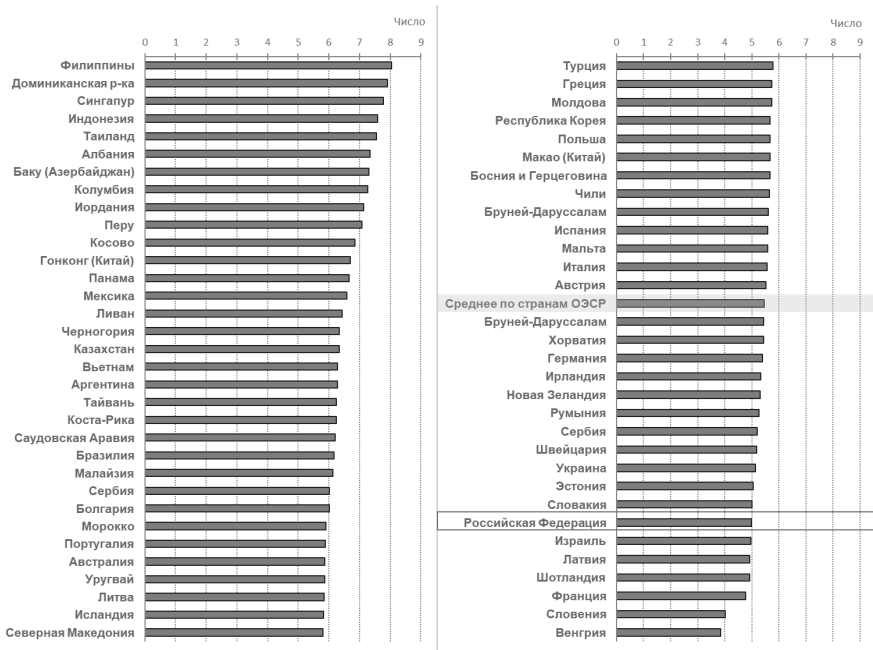 Число
0 1 2 3 4 5 6 7 8 9
Филиппины
Доминиканская р-ка
Сингапур
Индонезия
Таиланд
Албания
Баку (Азербайджан)
Колумбия
Иордания
Перу
Косово
Гонконг (Китай)
Панама
Мексика
Ливан
Черногория
Казахстан
Вьетнам
Аргентина
Тайвань
Коста-Рика
Саудовская Аравия
Бразилия
Малайзия
Сербия
Болгария
Морокко
Португалия
Австралия
Уругвай
Литва
Исландия
Северная Македония
Число
0 1 2 3 4 5 6 7 8 9
Турция
Греция
Молдова
Республика Корея
Польша
Макао (Китай)
Босния и Герцеговина
Чили
Бруней-Даруссалам
Испания
Мальта
Италия
Австрия
Среднее по странам ОЭСР
Бруней-Даруссалам
Хорватия
Германия
Ирландия
Новая Зеландия
Румыния
Сербия
Швейцария
Украина
Эстония
Словакия
Российская Федерация
Израиль
Латвия
Шотландия
Франция
Словения
Венгрия